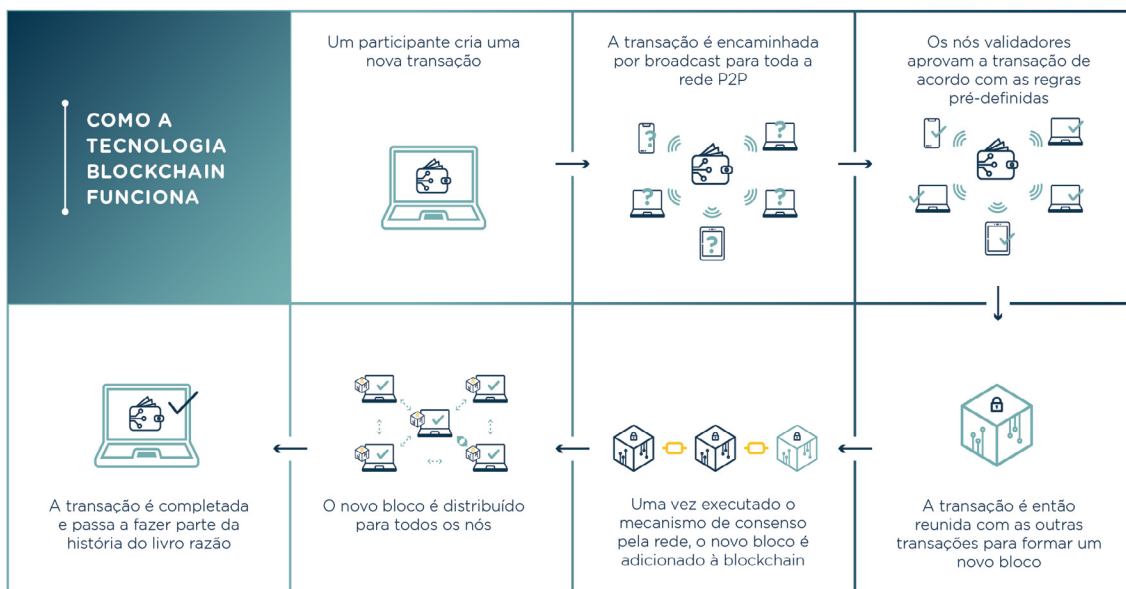 COMO A
TECNOLOGIA
BLOCKCHAIN
FUNCIONA
Um participante cria uma
nova transação
A transação é encaminhada
por broadcast para toda a
rede P2P
Os nós validadores
aprovam a transação de
acordo com as regras
pré-definidas
A transação é então
reunida com as outras
transações para formar um
novo bloco
Uma vez executado o
mecanismo de consenso
pela rede, o novo bloco é
adicionado à blockchain
O novo bloco é distribuído
para todos os nós
A transação é completada
e passa a fazer parte da
história do livro razão